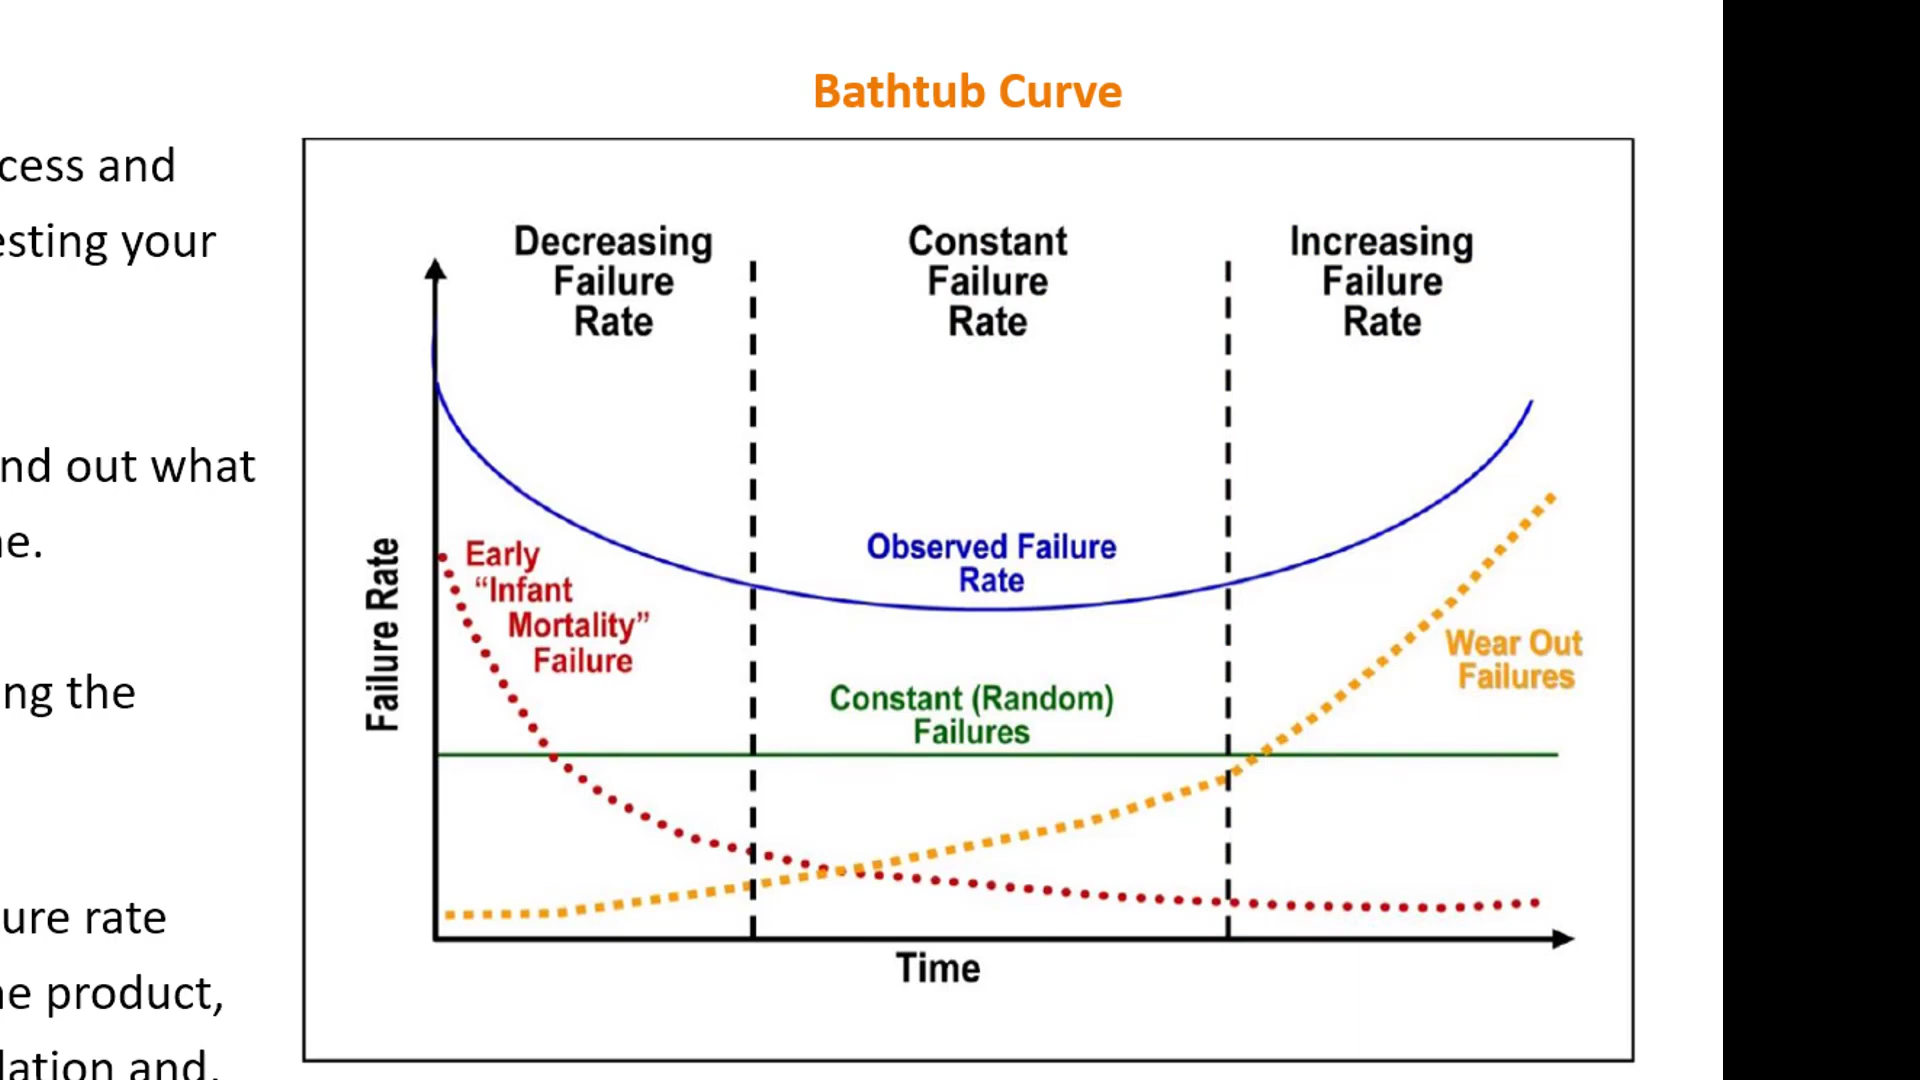 Bathtub Curve
cess and
esting your
nd out what
ne.
ng the
ure rate
ne product,
lation and.
Decreasing
Failure
Rate
Constant
Failure
Rate
Increasing
Failure
Rate
Failure Rate
Observed Failure
Rate
Early
“Infant
Mortality”
Failure
Wear Out
Failures
Constant (Random)
Failures
Time